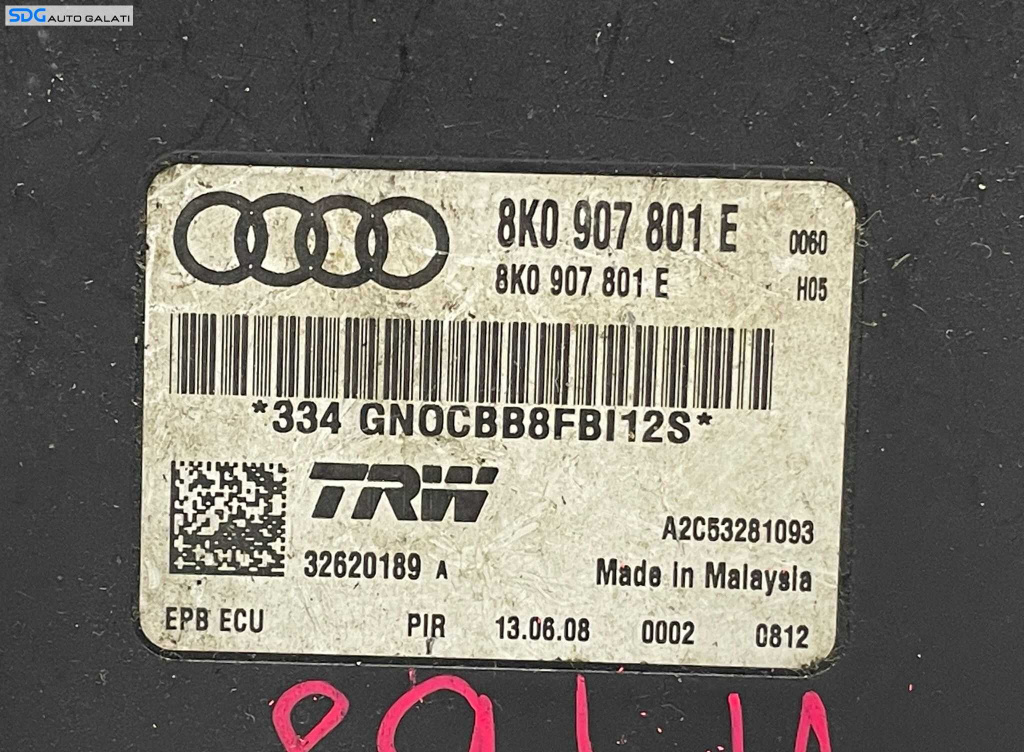 SDG AUTO GALATI
8K0 907 801 E 0060
8K0 907 801 E H05
*334 GNOCBB8FBI12S*
TRW
A2C53281093
32620189 A Made In Malaysia
EPB ECU PIR 13.06.08 0002 0812